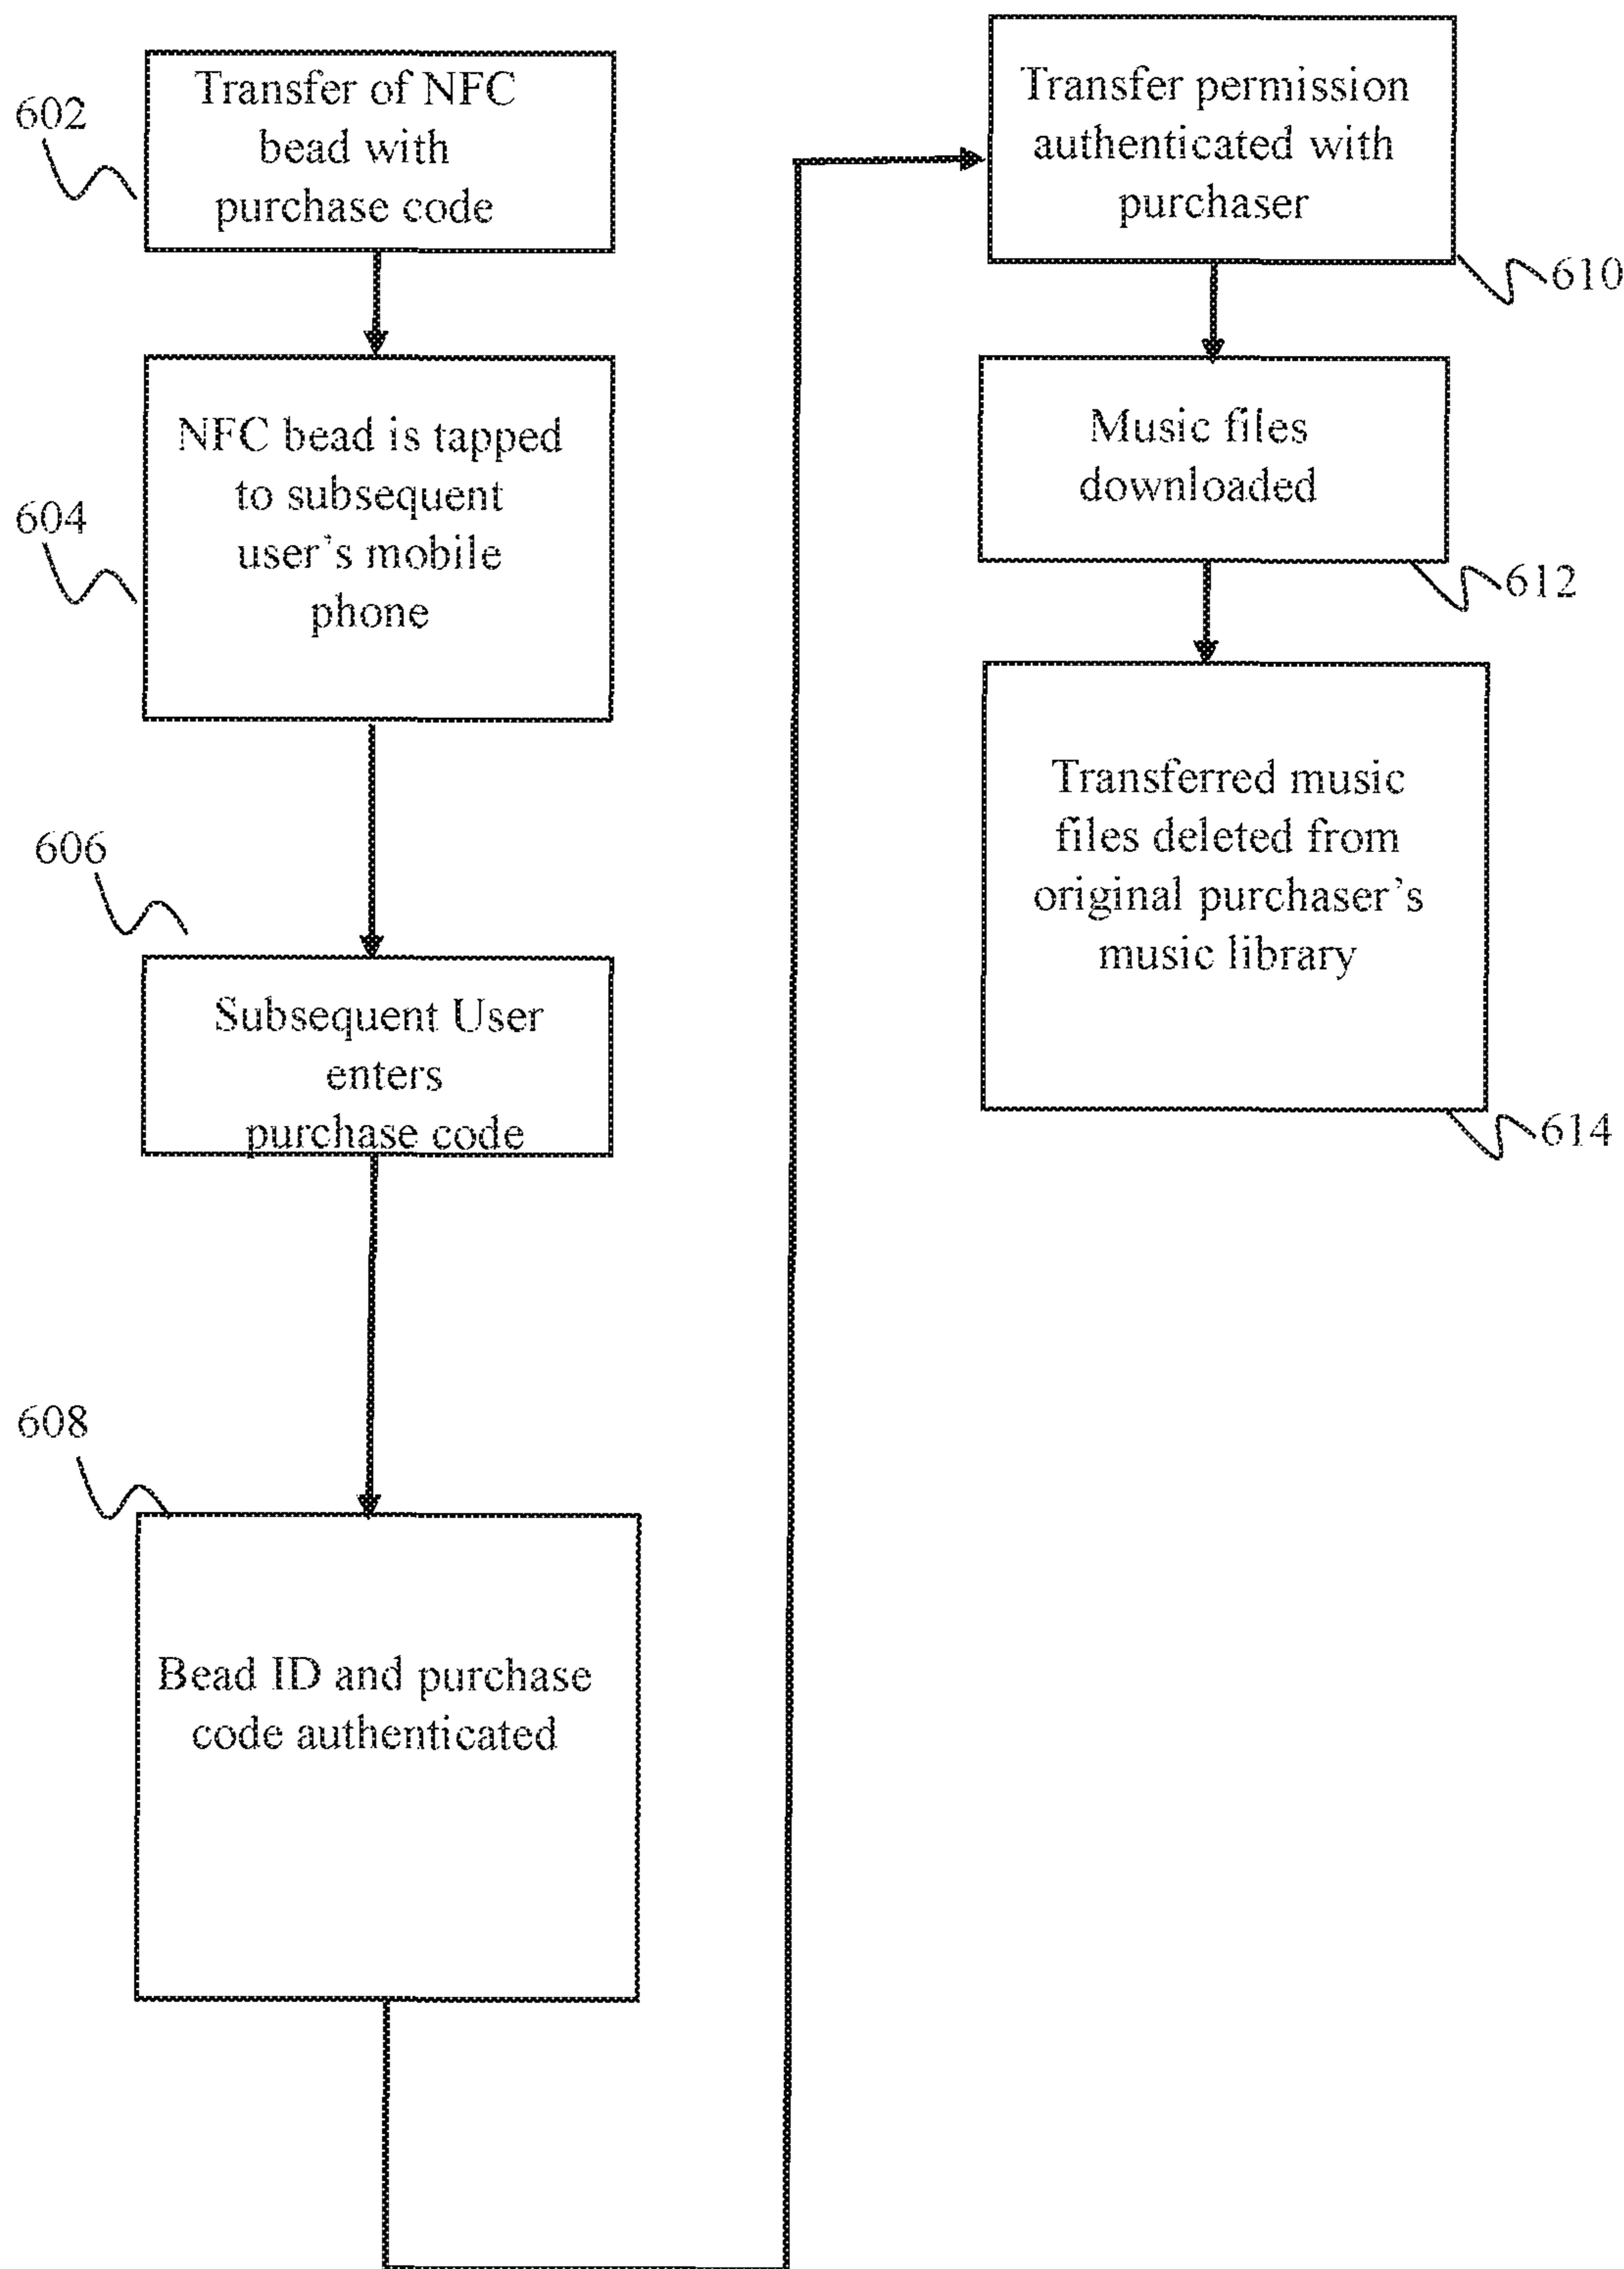 602
Transfer of NFC
bead with
purchase code
604
NFC bead is tapped
to subsequent
user's mobile
phone
606
Subsequent User
enters
purchase code
608
Bead ID and purchase
code authenticated
Transfer permission
authenticated with
purchaser
610
Music files
downloaded
612
Transferred music
files deleted from
original purchaser's
music library
614